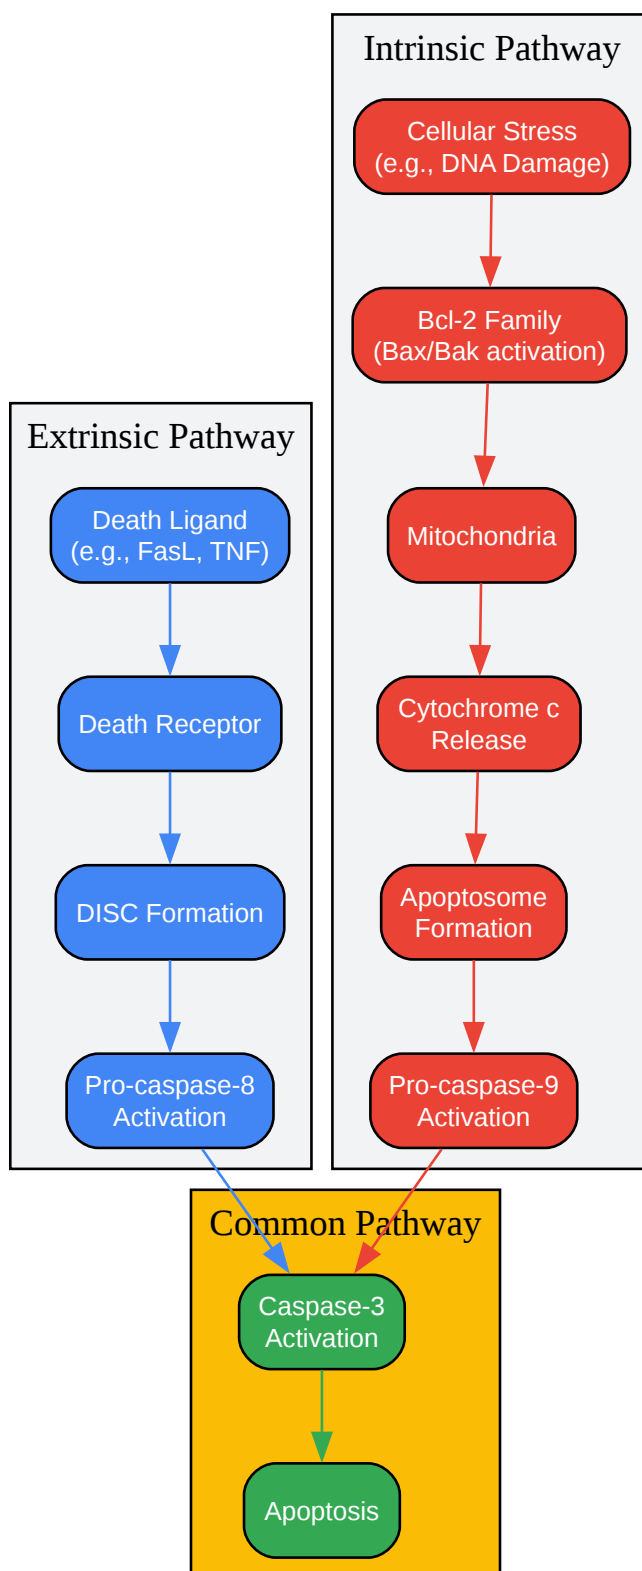 Intrinsic Pathway
Cellular Stress
(e.g., DNA Damage)
Bcl-2 Family
(Bax/Bak activation)
Mitochondria
Cytochrome c
Release
Apoptosome
Formation
Pro-caspase-9
Activation
Extrinsic Pathway
Death Ligand
(e.g., FasL, TNF)
Death Receptor
DISC Formation
Pro-caspase-8
Activation
Common Pathway
Caspase-3
Activation
Apoptosis